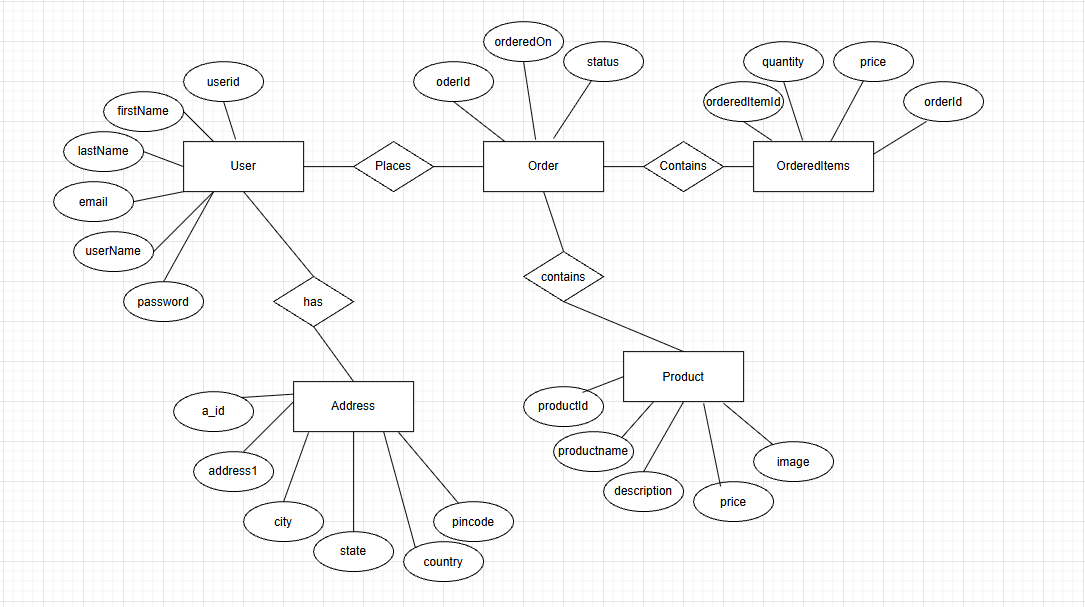 orderedOn
status
quantity
price
userid
oderId
orderedItemId
orderId
firstName
lastName
User
Places
Order
Contains
OrderedItems
email
userName
password
has
contains
Product
a_id
Address
productId
address1
productname
image
description
price
city
pincode
state
country